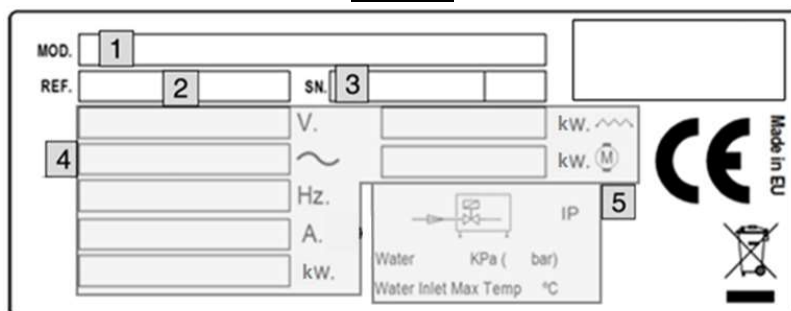 MOD. 1
REF. 2 SN. 3
V. kw.
4 kw. M
Hz.
A.
kw.
IP 5
Water KPa ( bar)
Water Inlet Max Temp °C
CE
Made in EU